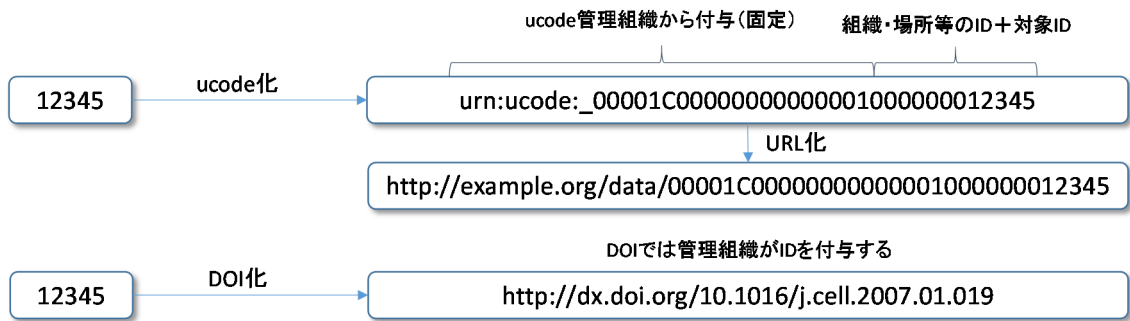 ucode管理組織から付与（固定）
組織・場所等のID＋対象ID
12345
ucode化
urn:ucode:_00001C00000000000001000000012345
URL化
http://example.org/data/00001C00000000000001000000012345
DOIでは管理組織がIDを付与する
12345
DOI化
http://dx.doi.org/10.1016/j.cell.2007.01.019